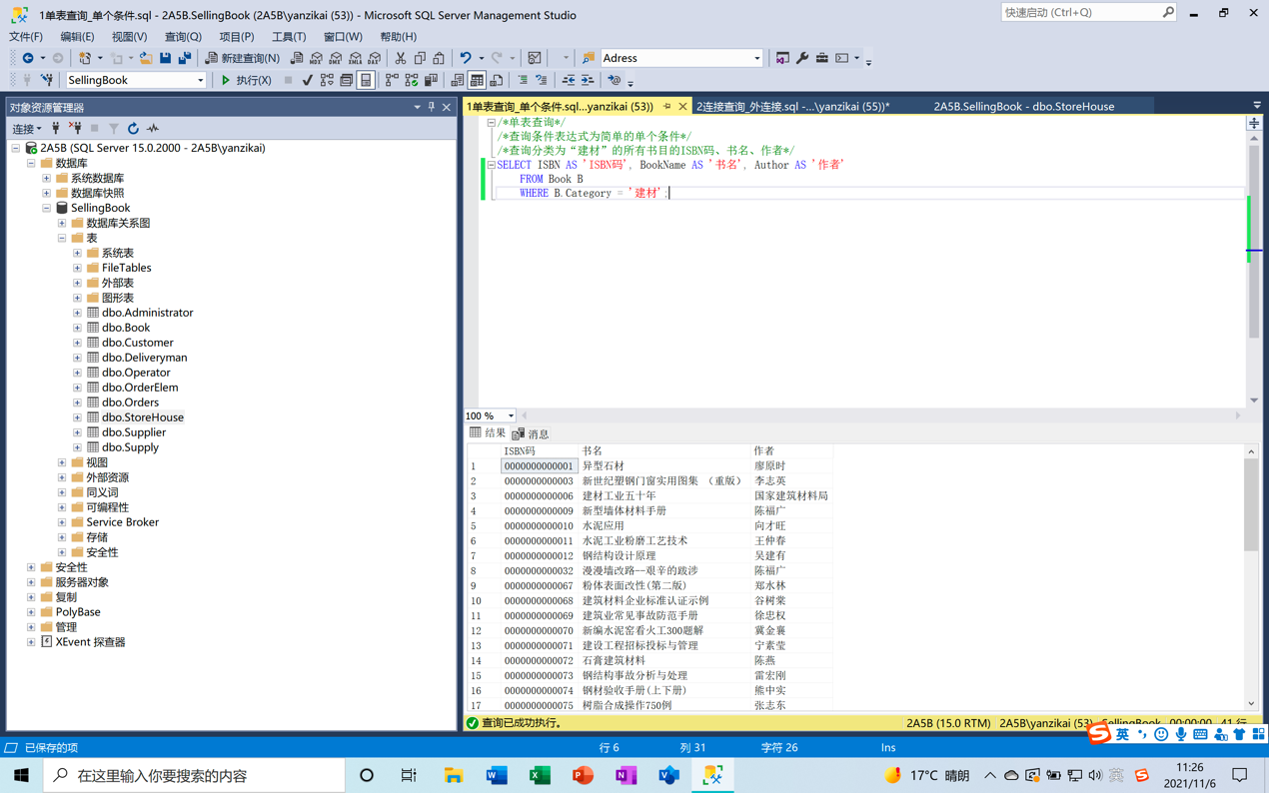 1单表查询_单个条件.sql - 2A5B.SellingBook (2A5B\yanzikai (53)) - Microsoft SQL Server Management Studio
快速启动 (Ctrl+Q)
文件(F) 编辑(E) 视图(V) 查询(Q) 项目(P) 工具(T) 窗口(W) 帮助(H)
新建查询(N) Adress
SellingBook 执行(X)
对象资源管理器
连接
2A5B (SQL Server 15.0.2000 - 2A5B\yanzikai)
数据库
系统数据库
数据库快照
SellingBook
数据库关系图
表
系统表
FileTables
外部表
图形表
dbo.Administrator
dbo.Book
dbo.Customer
dbo.Deliveryman
dbo.Operator
dbo.OrderElem
dbo.Orders
dbo.StoreHouse
dbo.Supplier
dbo.Supply
视图
外部资源
同义词
可编程性
Service Broker
存储
安全性
安全性
服务器对象
复制
PolyBase
管理
XEvent 探查器
1单表查询_单个条件.sql...yanzikai (53)) 2连接查询_外连接.sql -...\yanzikai (55))* 2A5B.SellingBook - dbo.StoreHouse
/*单表查询*/
/*查询条件表达式为简单的单个条件*/
/*查询分类为“建材”的所有书目的ISBN码、书名、作者*/
SELECT ISBN AS 'ISBN码', BookName AS '书名', Author AS '作者'
FROM Book B
WHERE B.Category = '建材';
100 %
结果 消息
ISBN码 书名 作者
1 0000000000001 异型石材 廖原时
2 0000000000003 新世纪塑钢门窗实用图集 （重版） 李志英
3 0000000000006 建材工业五十年 国家建筑材料局
4 0000000000009 新型墙体材料手册 陈福广
5 0000000000010 水泥应用 向才旺
6 0000000000011 水泥工业粉磨工艺技术 王仲春
7 0000000000012 钢结构设计原理 吴建有
8 0000000000032 漫漫墙改路--艰辛的跋涉 陈福广
9 0000000000067 粉体表面改性(第二版) 郑水林
10 0000000000068 建筑材料企业标准认证示例 谷树棠
11 0000000000069 建筑业常见事故防范手册 徐忠权
12 0000000000070 新编水泥窑看火工300题解 冀金襄
13 0000000000071 建设工程招标投标与管理 宁素莹
14 0000000000072 石膏建筑材料 陈燕
15 0000000000073 钢结构事故分析与处理 雷宏刚
16 0000000000074 钢材验收手册(上下册) 熊中实
17 0000000000075 树脂合成操作750例 张志东
查询已成功执行。 2A5B (15.0 RTM) 2A5B\yanzikai (53) SellingBook 00:00:00 41 行
英
已保存的项 行 6 列 31 字符 26 Ins
在这里输入你要搜索的内容 17°C 晴朗 英 11:26
2021/11/6